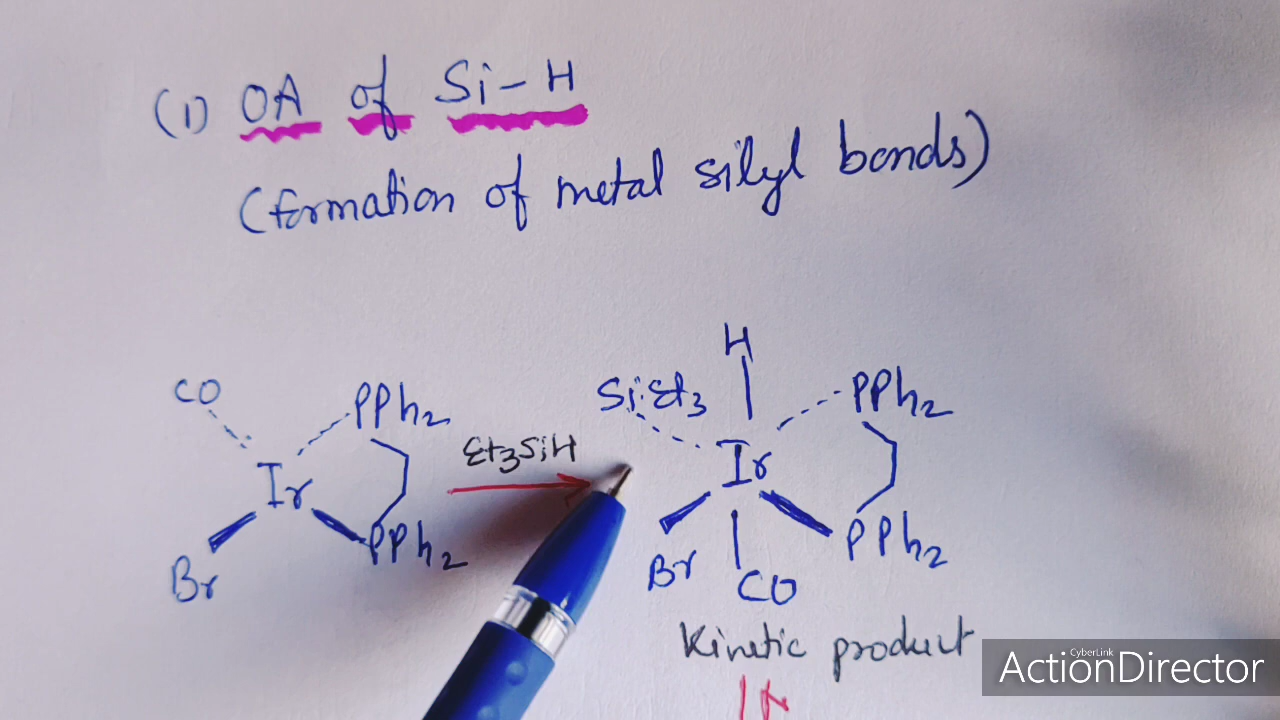 (1) OA of Si-H
(formation of metal silyl bonds)
H
CO
PPh2
SiEt3
PPh2
Et3SiH
Ir
Ir
Br
PPh2
Br
CO
PPh2
Kinetic product
CyberLink
ActionDirector